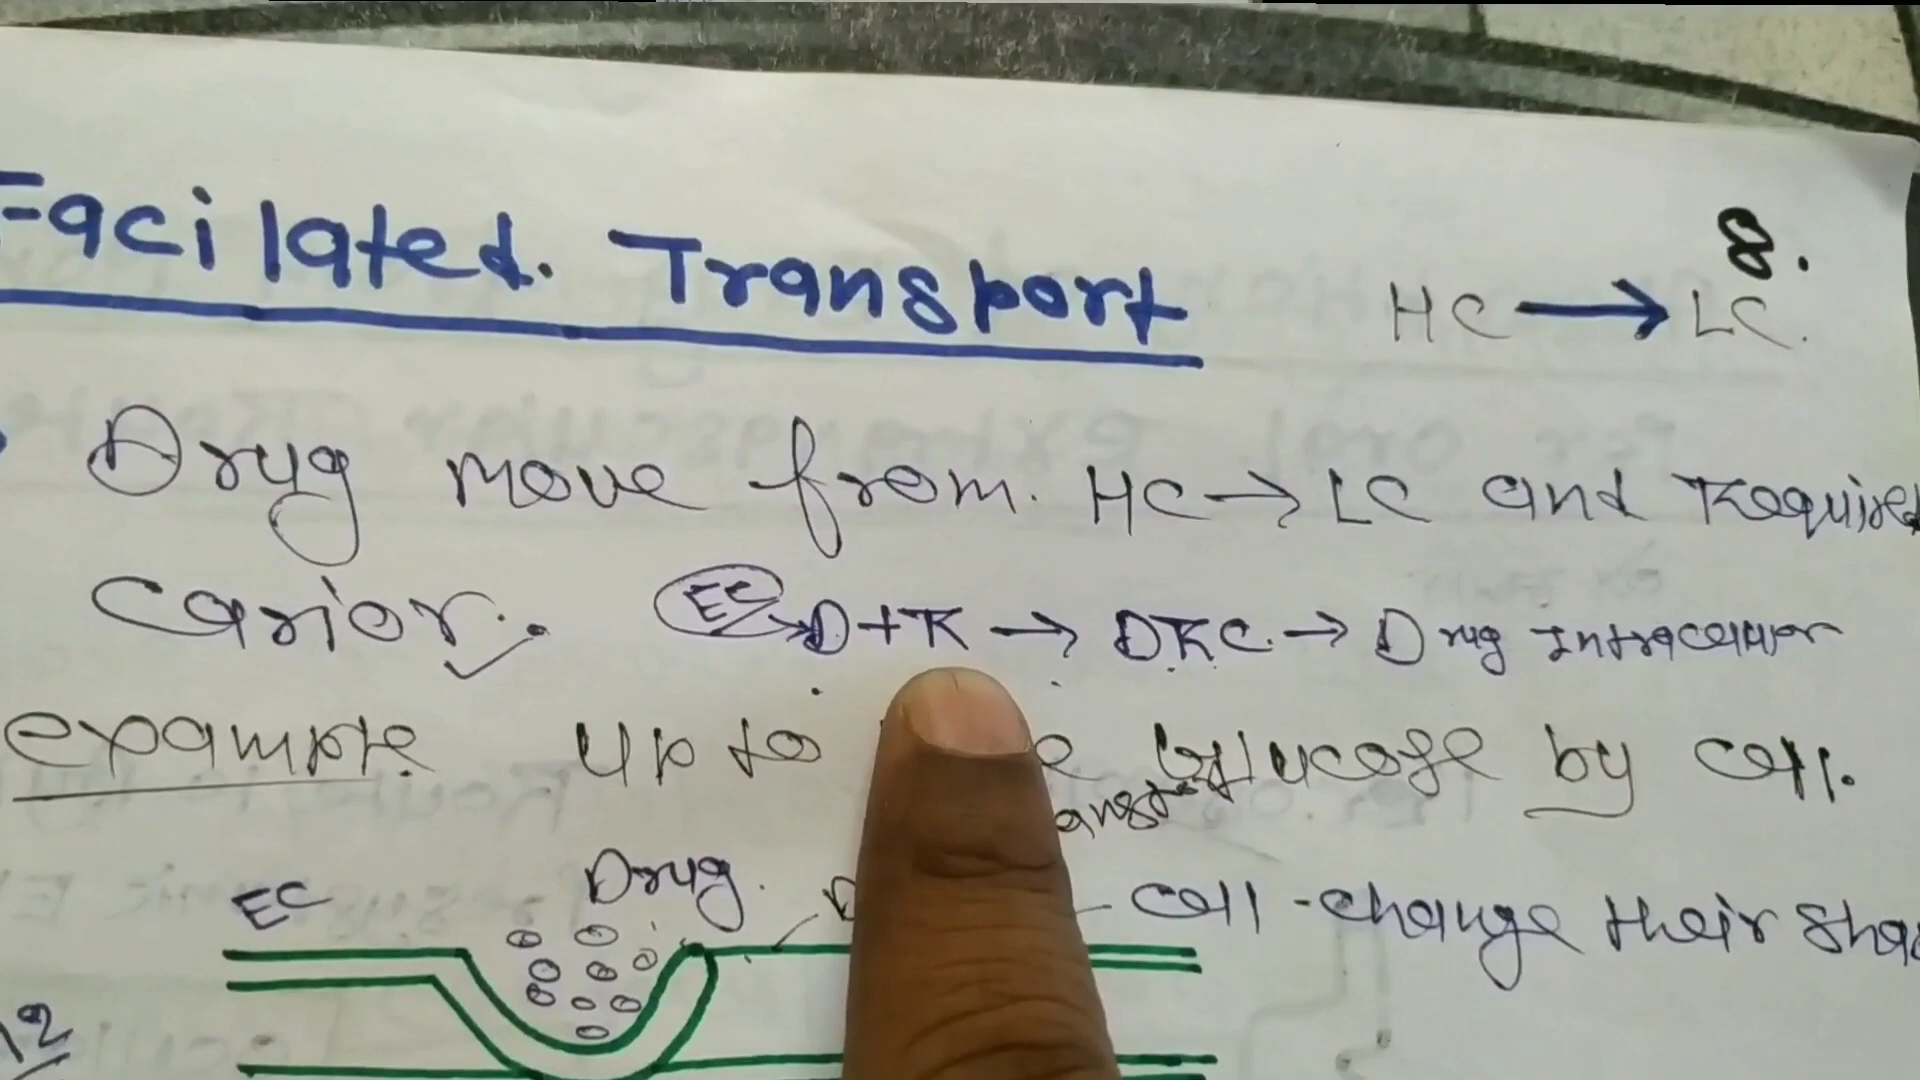 Facilated. Transport
8.
HC → LC.
Drug move from. HC → LC and Require
Carior.
EC → D+R → DRC. → Drug Intracellular
example up to Glucose by cell.
EC Drug.
cell - change their Sha